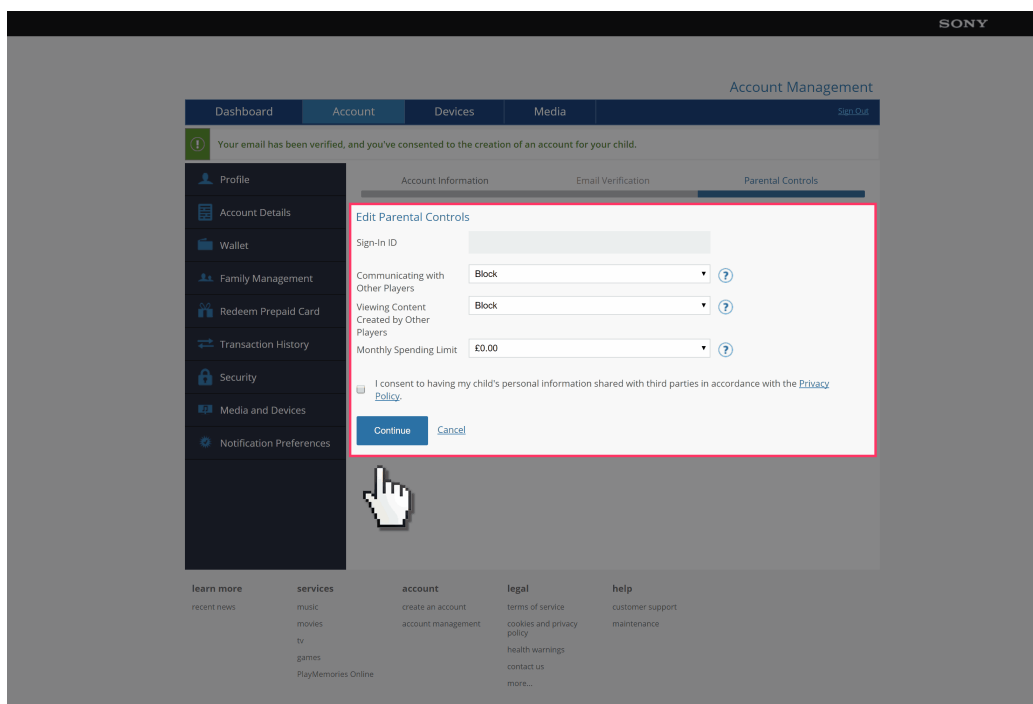 SONY
Account Management
Dashboard Account Devices Media Sign Out
Your email has been verified, and you've consented to the creation of an account for your child.
Profile
Account Details
Wallet
Family Management
Redeem Prepaid Card
Transaction History
Security
Media and Devices
Notification Preferences
Account Information Email Verification Parental Controls
Edit Parental Controls
Sign-In ID
Communicating with
Other Players
Block
?
Viewing Content
Created by Other
Players
Block
?
Monthly Spending Limit
£0.00
?
I consent to having my child's personal information shared with third parties in accordance with the Privacy
Policy.
Continue Cancel
learn more
recent news
services
music
movies
tv
games
PlayMemories Online
account
create an account
account management
legal
terms of service
cookies and privacy
policy
health warnings
contact us
more...
help
customer support
maintenance